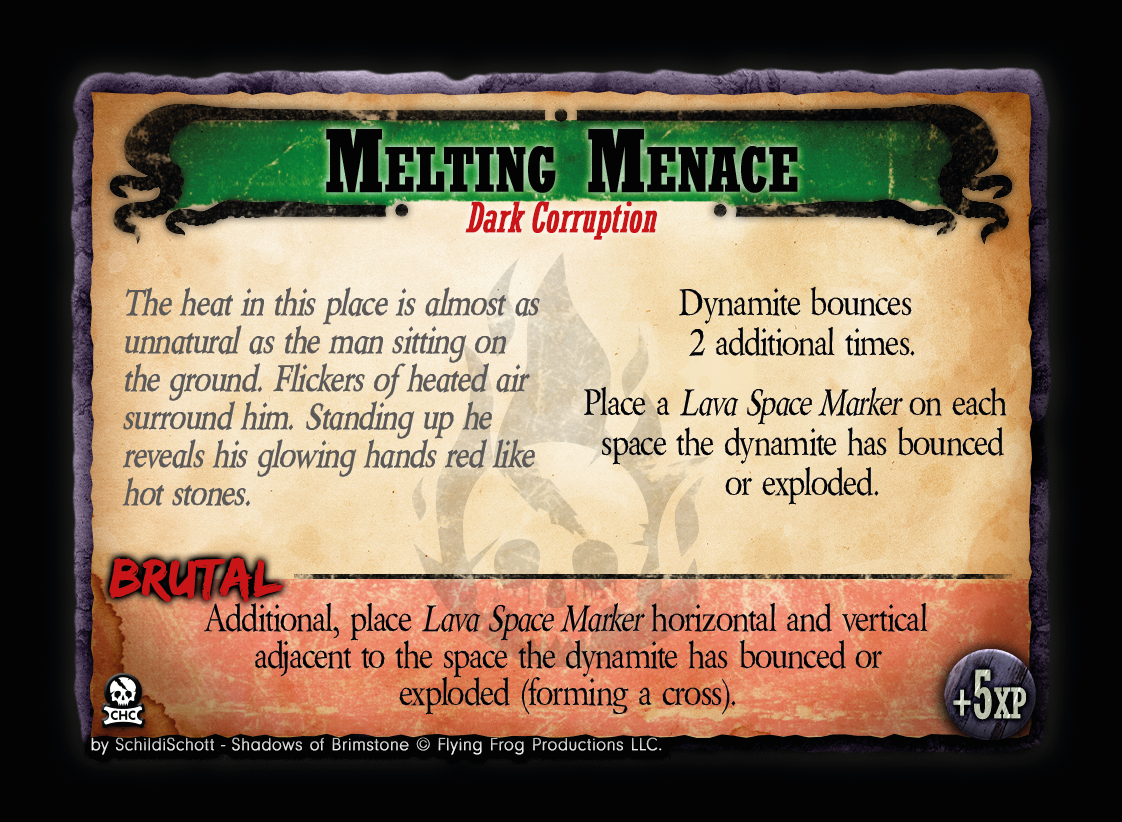 Melting Menace
Dark Corruption
The heat in this place is almost as
unnatural as the man sitting on
the ground. Flickers of heated air
surround him. Standing up he
reveals his glowing hands red like
hot stones.
Dynamite bounces
2 additional times.
Place a Lava Space Marker on each
space the dynamite has bounced
or exploded.
BRUTAL
Additional, place Lava Space Marker horizontal and vertical
adjacent to the space the dynamite has bounced or
exploded (forming a cross).
CHC
+5XP
by SchildiSchott - Shadows of Brimstone © Flying Frog Productions LLC.